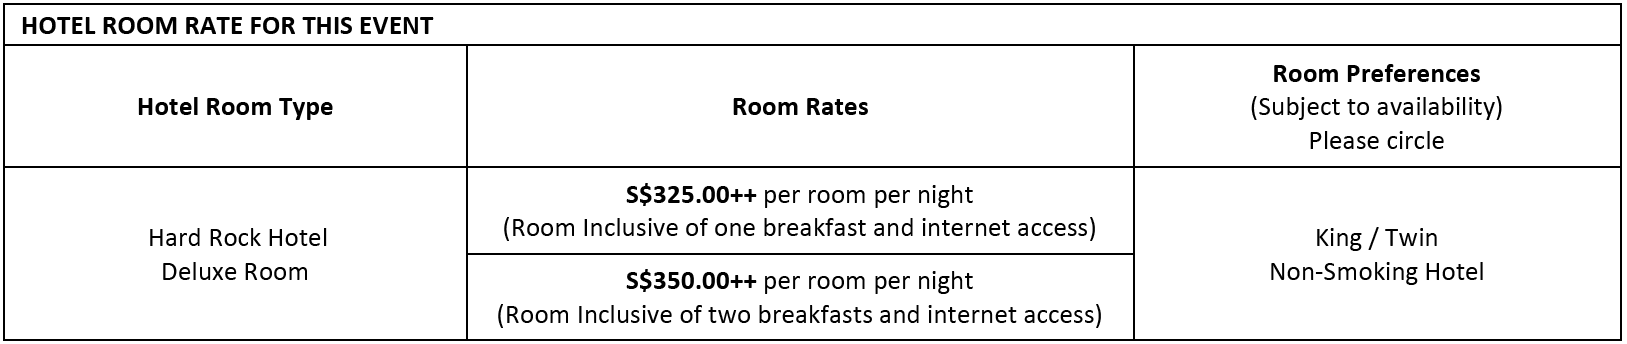 HOTEL ROOM RATE FOR THIS EVENT
Hotel Room Type
Room Rates
Room Preferences
(Subject to availability)
Please circle
Hard Rock Hotel
Deluxe Room
S$325.00++ per room per night
(Room Inclusive of one breakfast and internet access)
S$350.00++ per room per night
(Room Inclusive of two breakfasts and internet access)
King / Twin
Non-Smoking Hotel